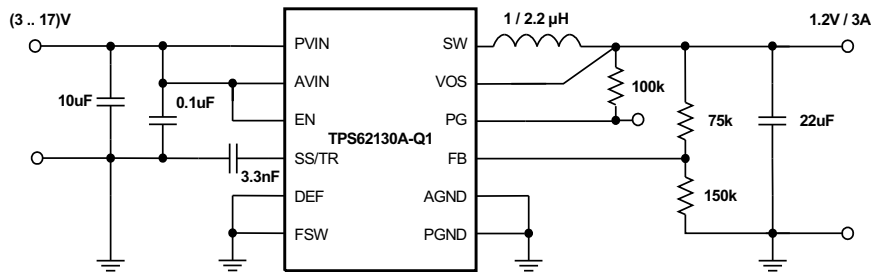 (3 .. 17)V
1 / 2.2 µH
1.2V / 3A
PVIN
SW
AVIN
VOS
100k
10uF
0.1uF
EN
PG
75k
22uF
TPS62130A-Q1
SS/TR
FB
3.3nF
150k
DEF
AGND
FSW
PGND